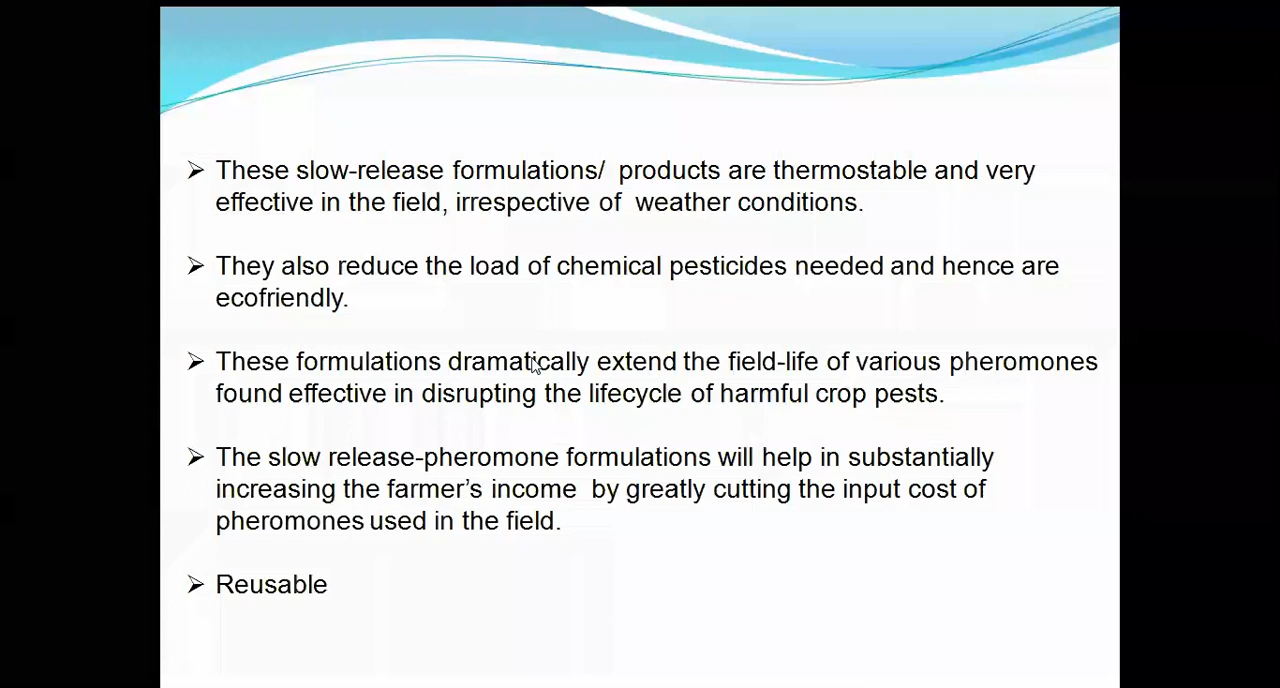 ➢ These slow-release formulations/ products are thermostable and very
effective in the field, irrespective of weather conditions.
➢ They also reduce the load of chemical pesticides needed and hence are
ecofriendly.
➢ These formulations dramatically extend the field-life of various pheromones
found effective in disrupting the lifecycle of harmful crop pests.
➢ The slow release-pheromone formulations will help in substantially
increasing the farmer’s income by greatly cutting the input cost of
pheromones used in the field.
➢ Reusable